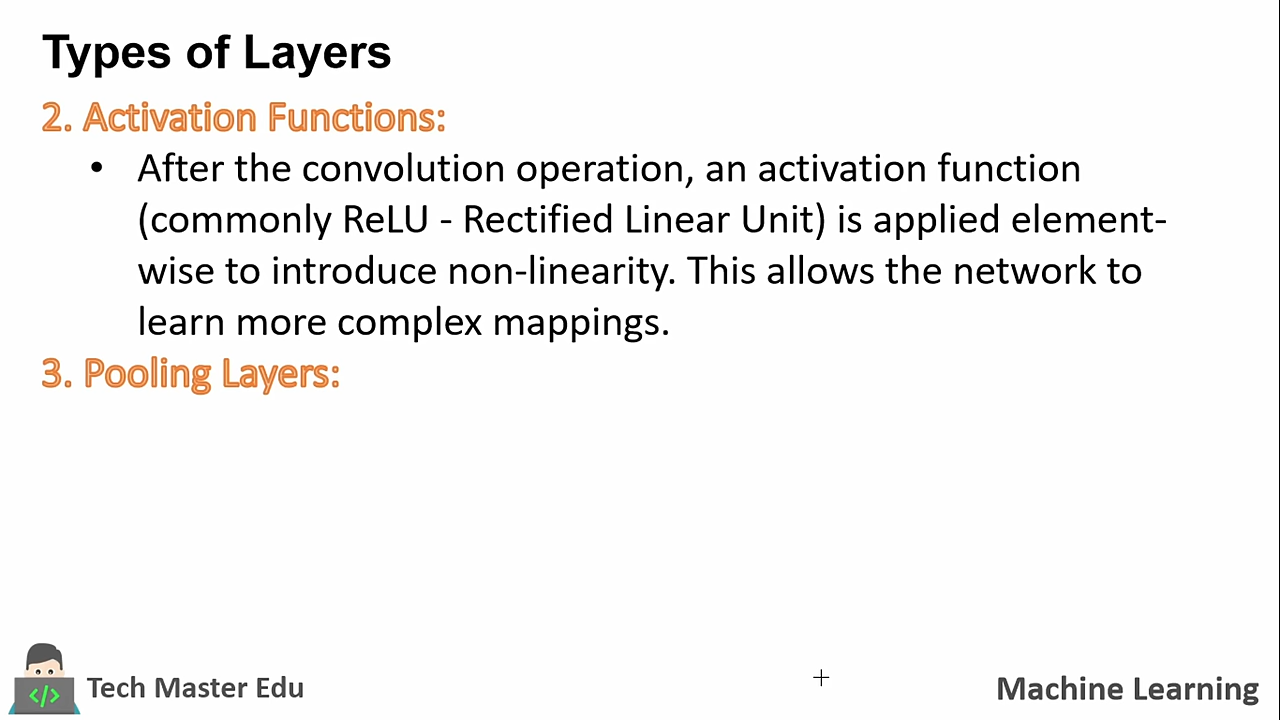 Types of Layers
2. Activation Functions:
• After the convolution operation, an activation function
(commonly ReLU - Rectified Linear Unit) is applied element-
wise to introduce non-linearity. This allows the network to
learn more complex mappings.
3. Pooling Layers:
</>
Tech Master Edu
Machine Learning